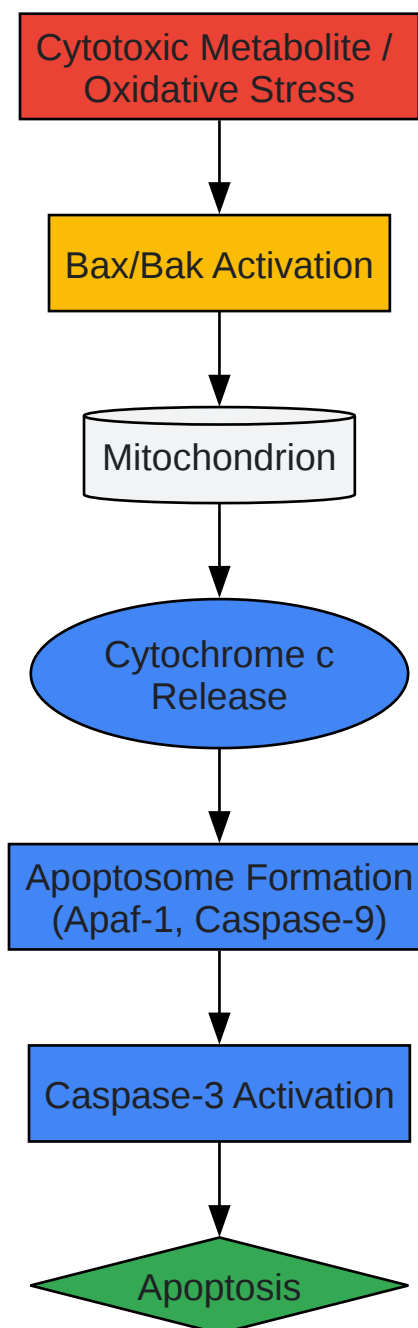 Cytotoxic Metabolite /
Oxidative Stress
Bax/Bak Activation
Mitochondrion
Cytochrome c
Release
Apoptosome Formation
(Apaf-1, Caspase-9)
Caspase-3 Activation
Apoptosis